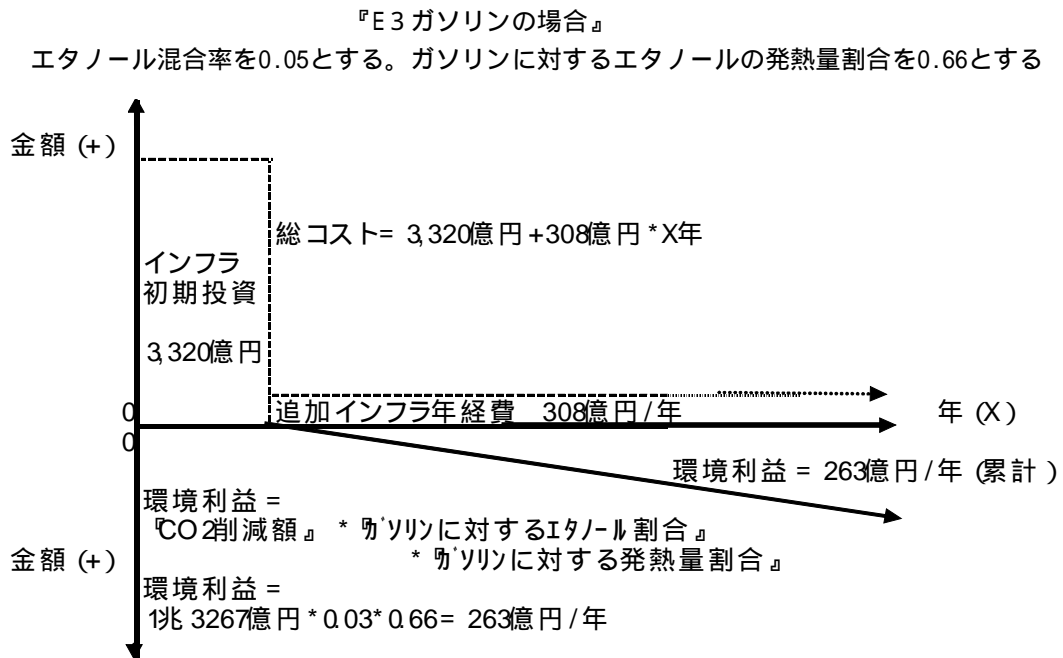 『E3ガソリンの場合』
エタノール混合率を0.05とする。ガソリンに対するエタノールの発熱量割合を0.66とする
金額(+)
総コスト= 3,320億円+308億円*X年
インフラ
初期投資
3,320億円
0
追加インフラ年経費 308億円/年
年(X)
0
環境利益= 263億円/年(累計)
環境利益=
『CO2削減額』*『ガソリンに対するエタノール割合』
*『ガソリンに対する発熱量割合』
金額(+)
環境利益=
1兆3267億円*0.03*0.66= 263億円/年